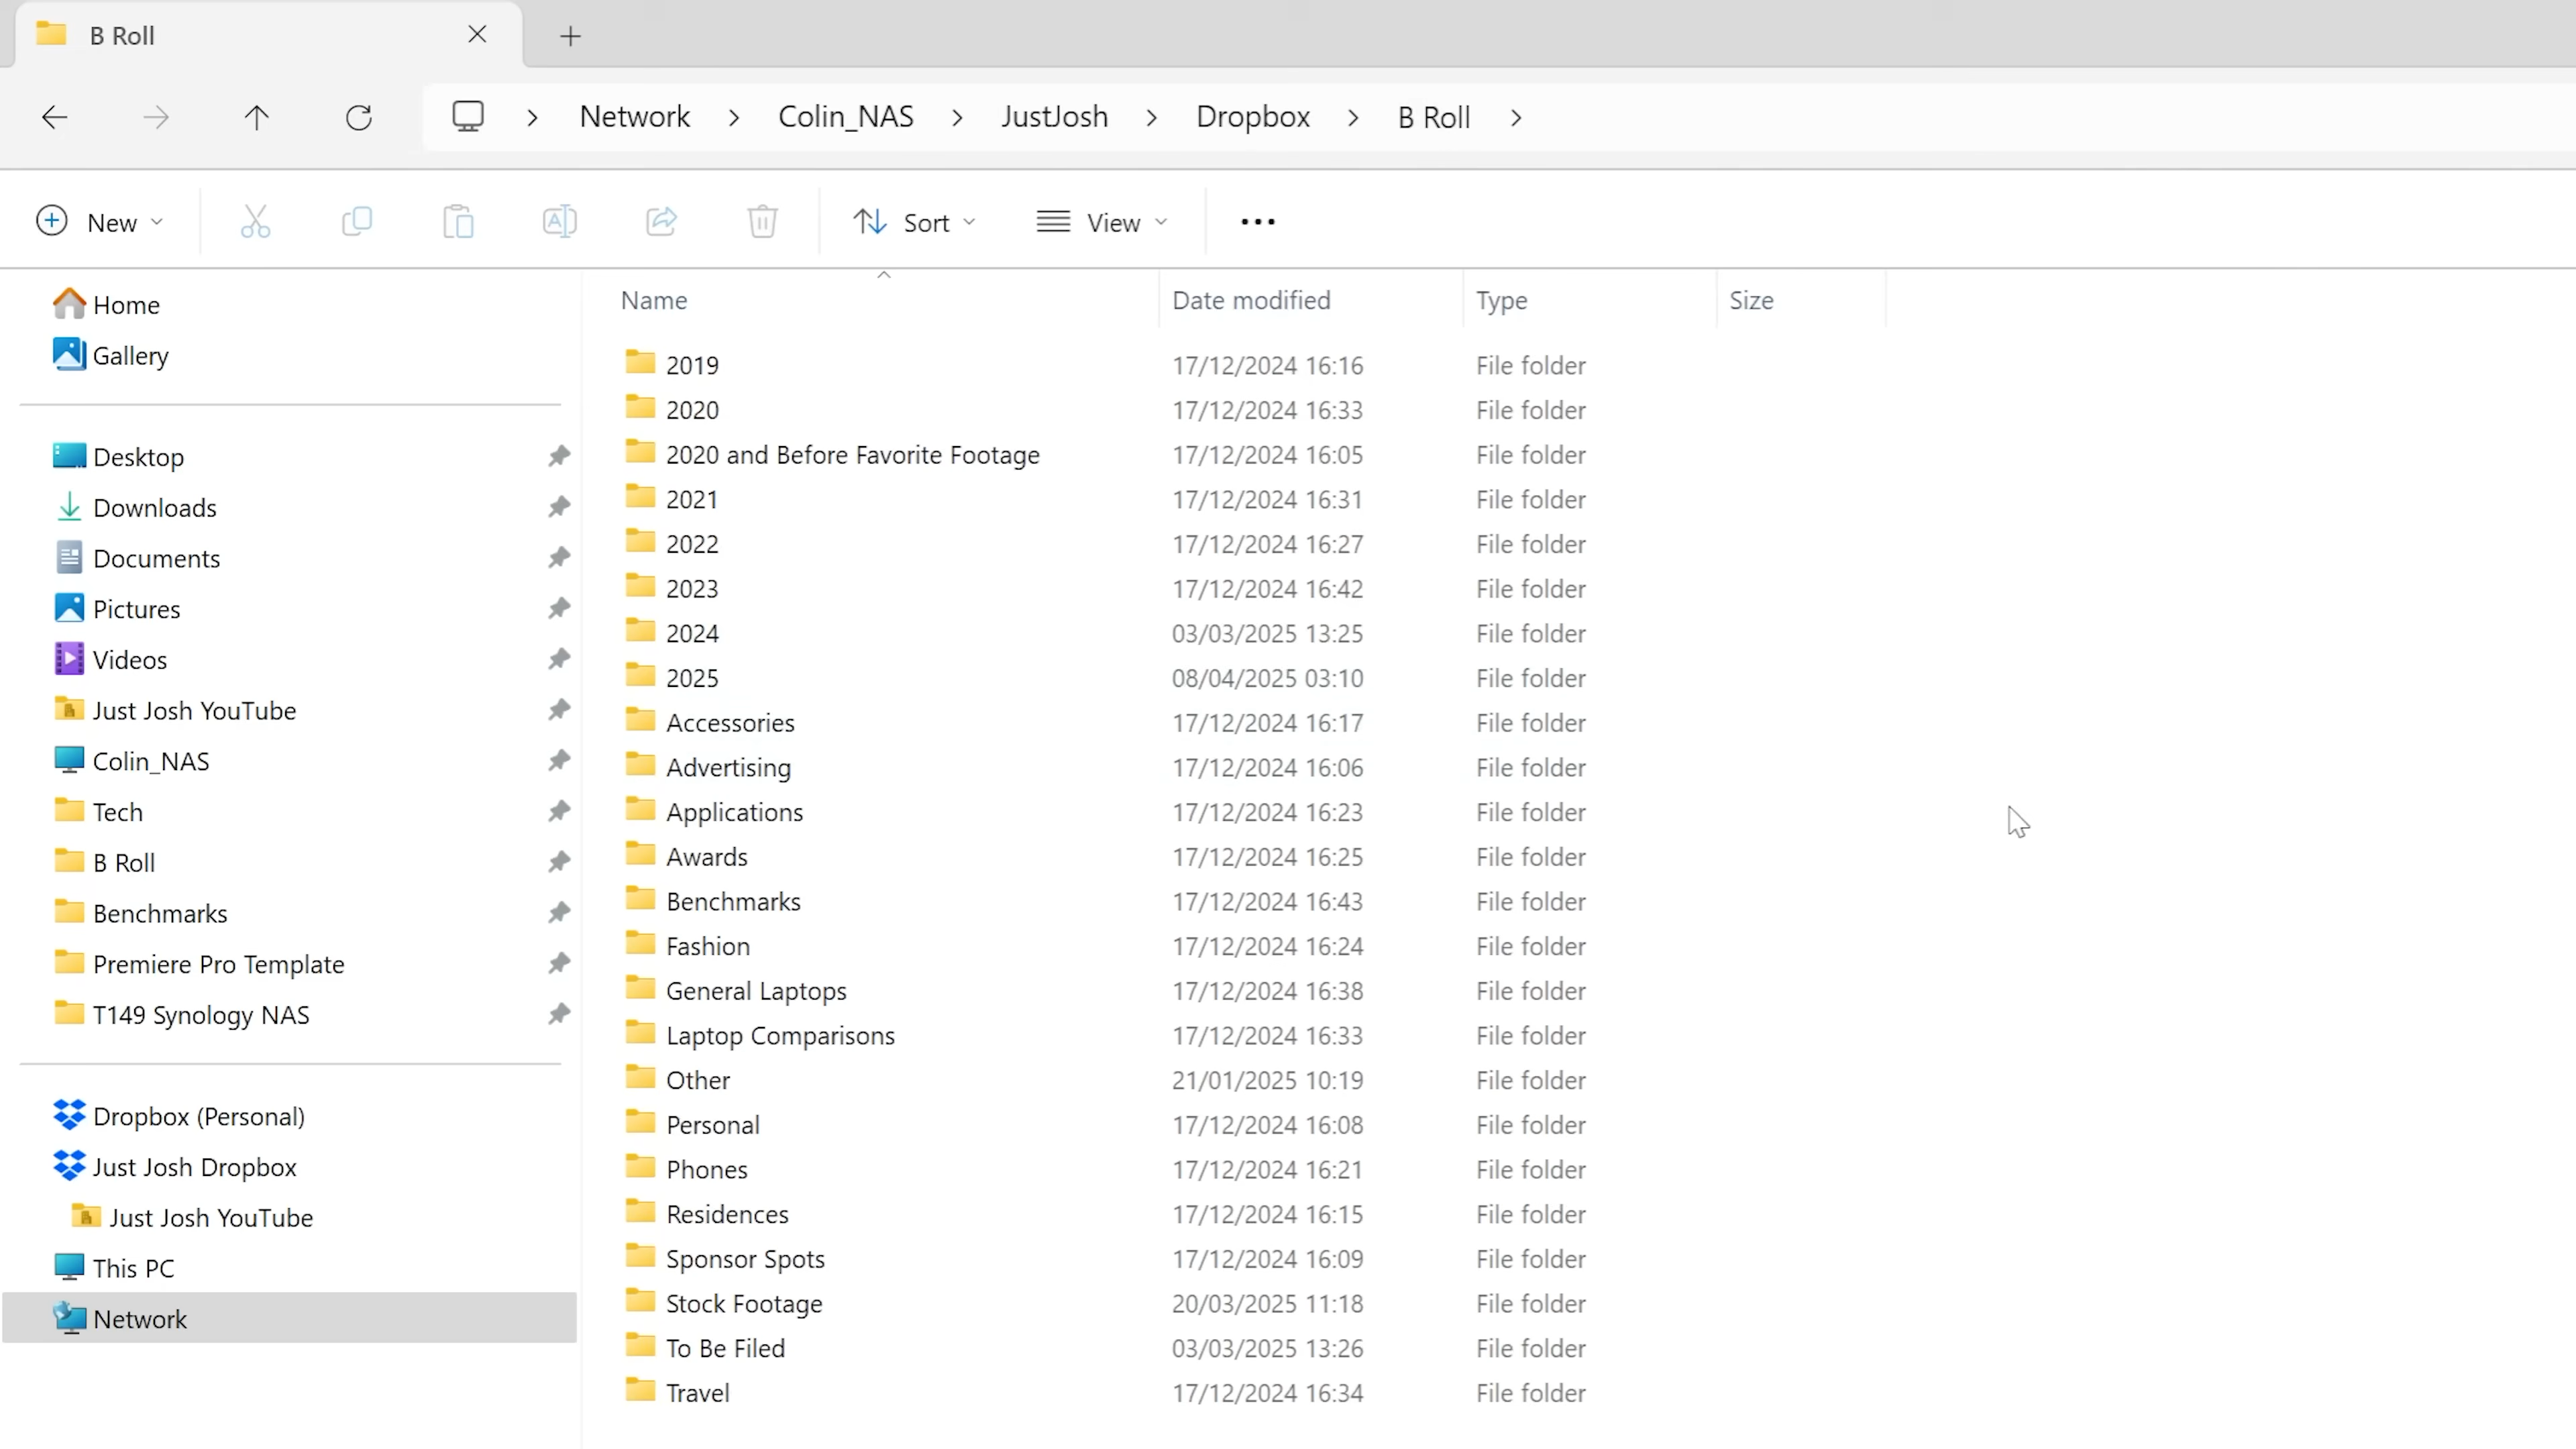 B Roll
Network Colin_NAS JustJosh Dropbox B Roll
New Sort View
Home
Gallery
Desktop
Downloads
Documents
Pictures
Videos
Just Josh YouTube
Colin_NAS
Tech
B Roll
Benchmarks
Premiere Pro Template
T149 Synology NAS
Dropbox (Personal)
Just Josh Dropbox
Just Josh YouTube
This PC
Network
Name Date modified Type Size
2019 17/12/2024 16:16 File folder
2020 17/12/2024 16:33 File folder
2020 and Before Favorite Footage 17/12/2024 16:05 File folder
2021 17/12/2024 16:31 File folder
2022 17/12/2024 16:27 File folder
2023 17/12/2024 16:42 File folder
2024 03/03/2025 13:25 File folder
2025 08/04/2025 03:10 File folder
Accessories 17/12/2024 16:17 File folder
Advertising 17/12/2024 16:06 File folder
Applications 17/12/2024 16:23 File folder
Awards 17/12/2024 16:25 File folder
Benchmarks 17/12/2024 16:43 File folder
Fashion 17/12/2024 16:24 File folder
General Laptops 17/12/2024 16:38 File folder
Laptop Comparisons 17/12/2024 16:33 File folder
Other 21/01/2025 10:19 File folder
Personal 17/12/2024 16:08 File folder
Phones 17/12/2024 16:21 File folder
Residences 17/12/2024 16:15 File folder
Sponsor Spots 17/12/2024 16:09 File folder
Stock Footage 20/03/2025 11:18 File folder
To Be Filed 03/03/2025 13:26 File folder
Travel 17/12/2024 16:34 File folder